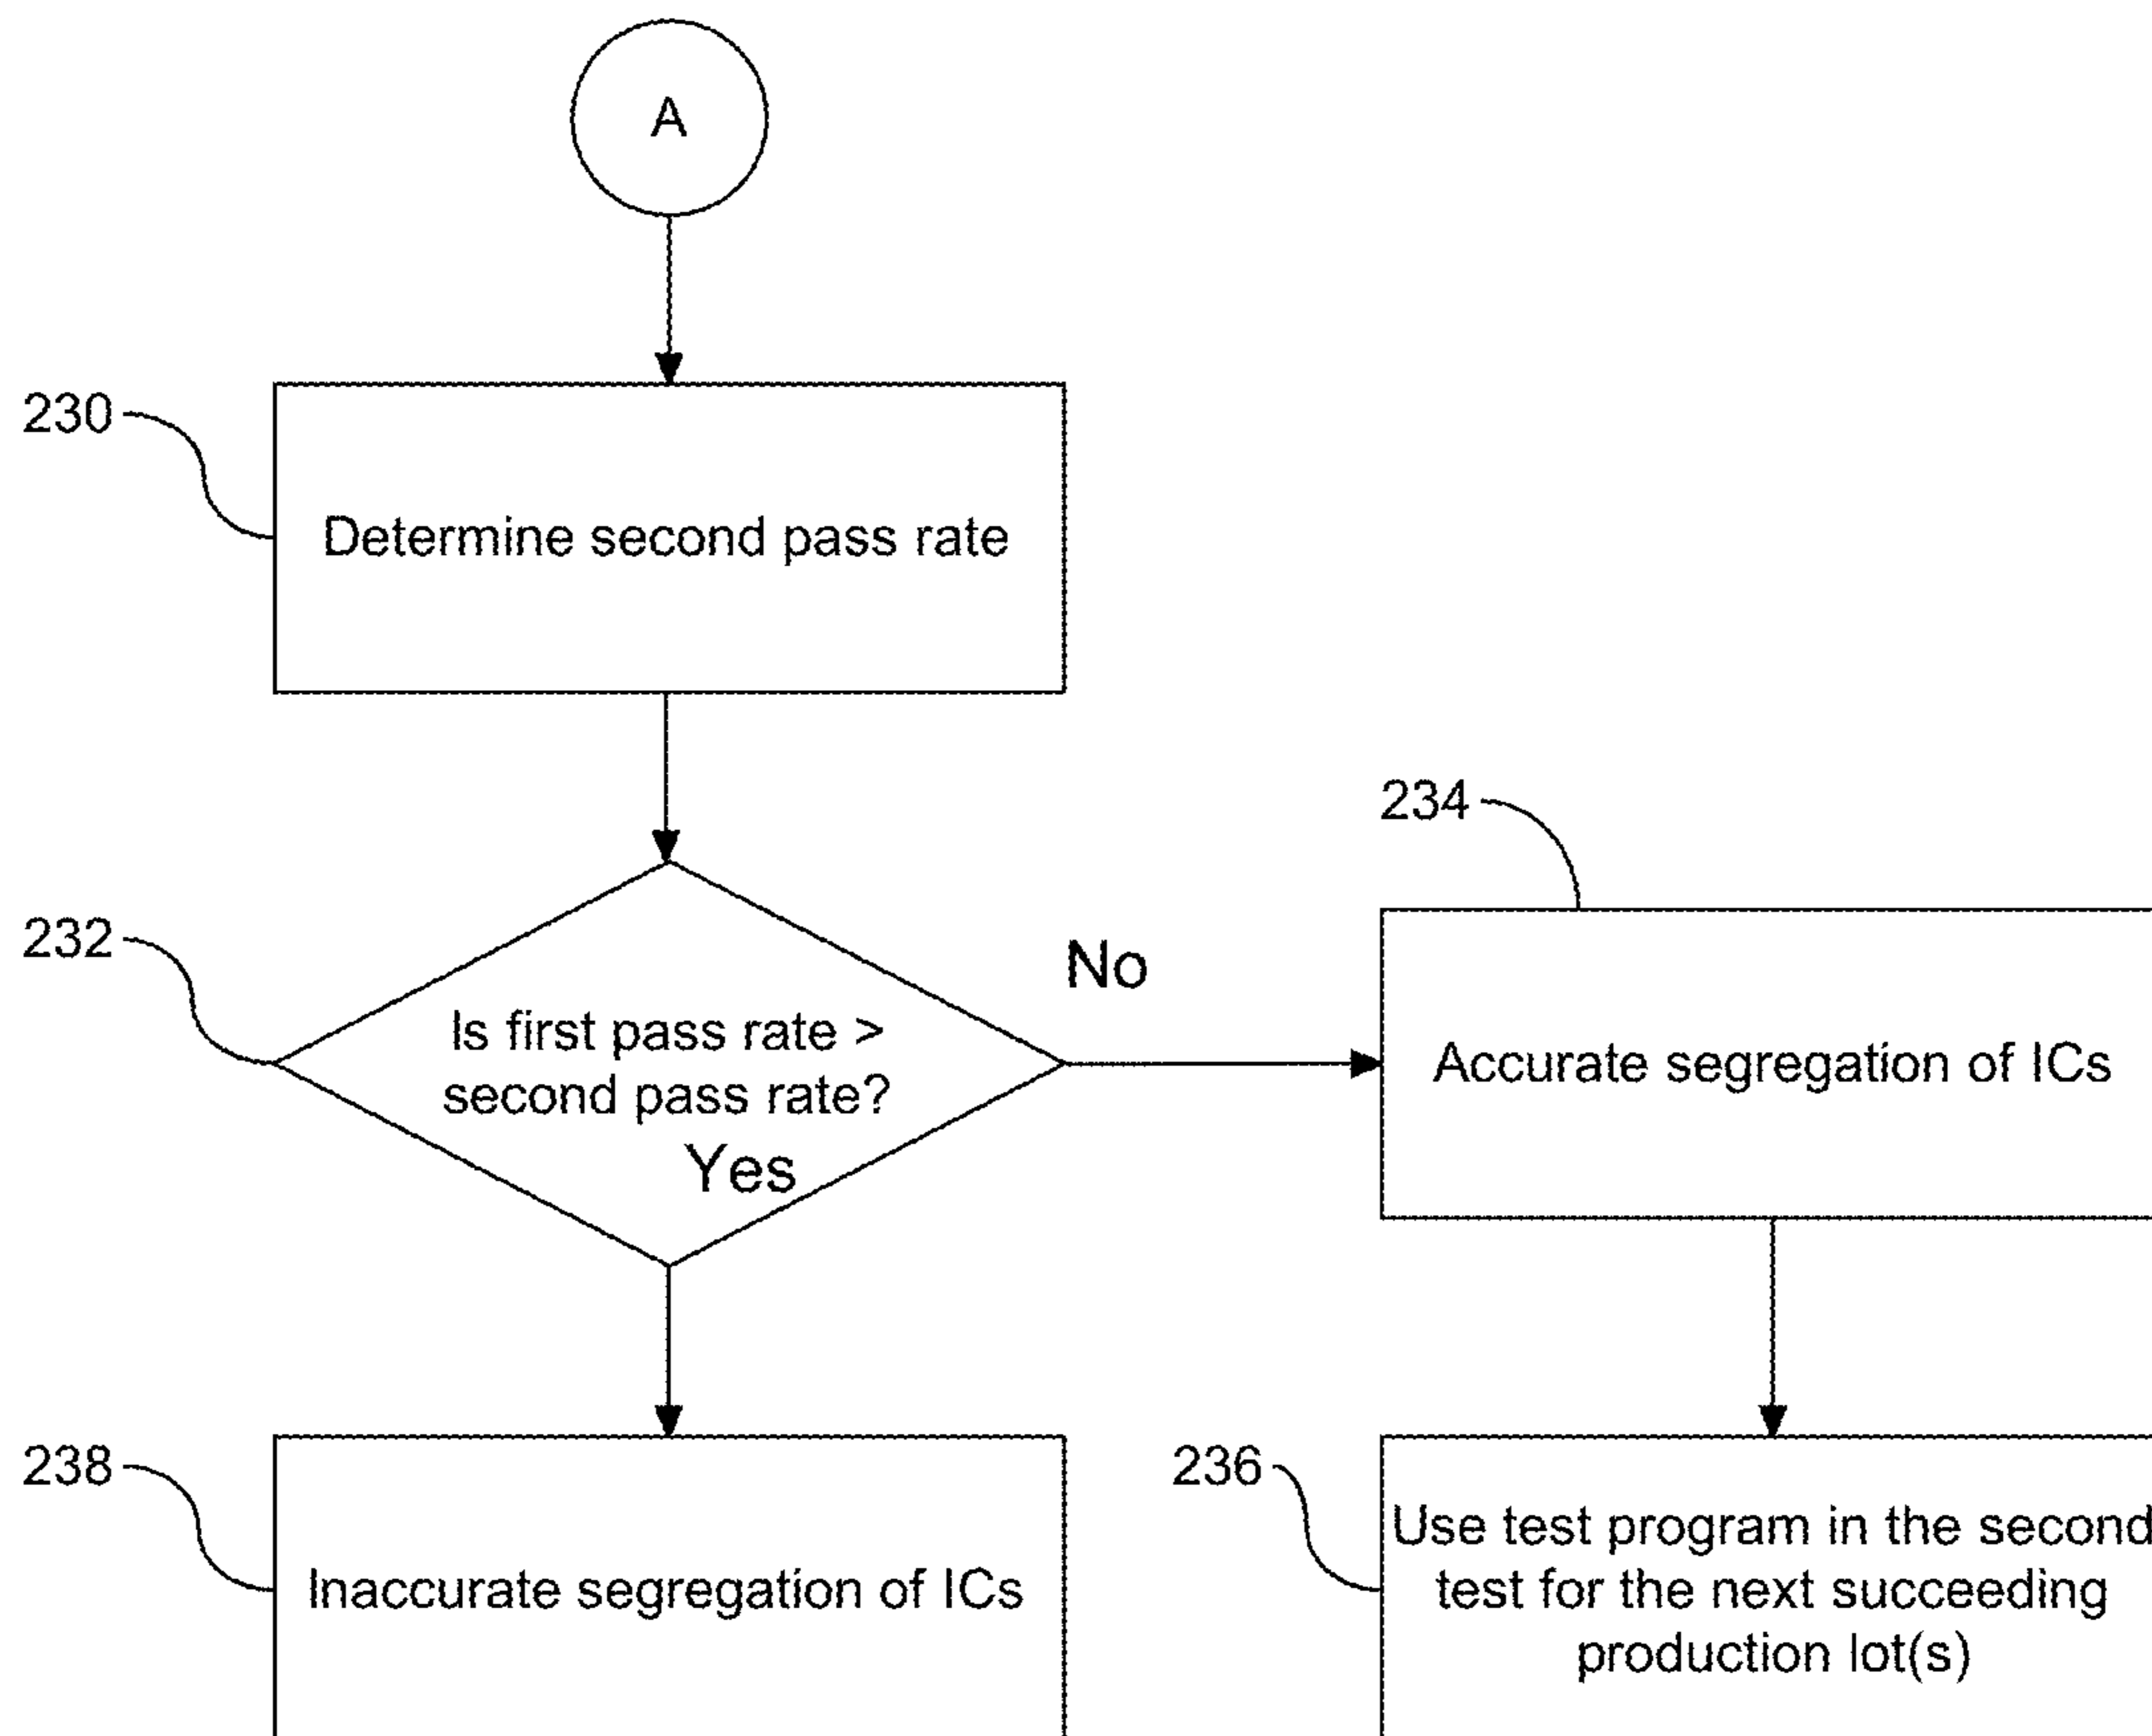 A
230
Determine second pass rate
232
Is first pass rate >
second pass rate?
Yes
No
234
Accurate segregation of ICs
238
Inaccurate segregation of ICs
236
Use test program in the second
test for the next succeeding
production lot(s)